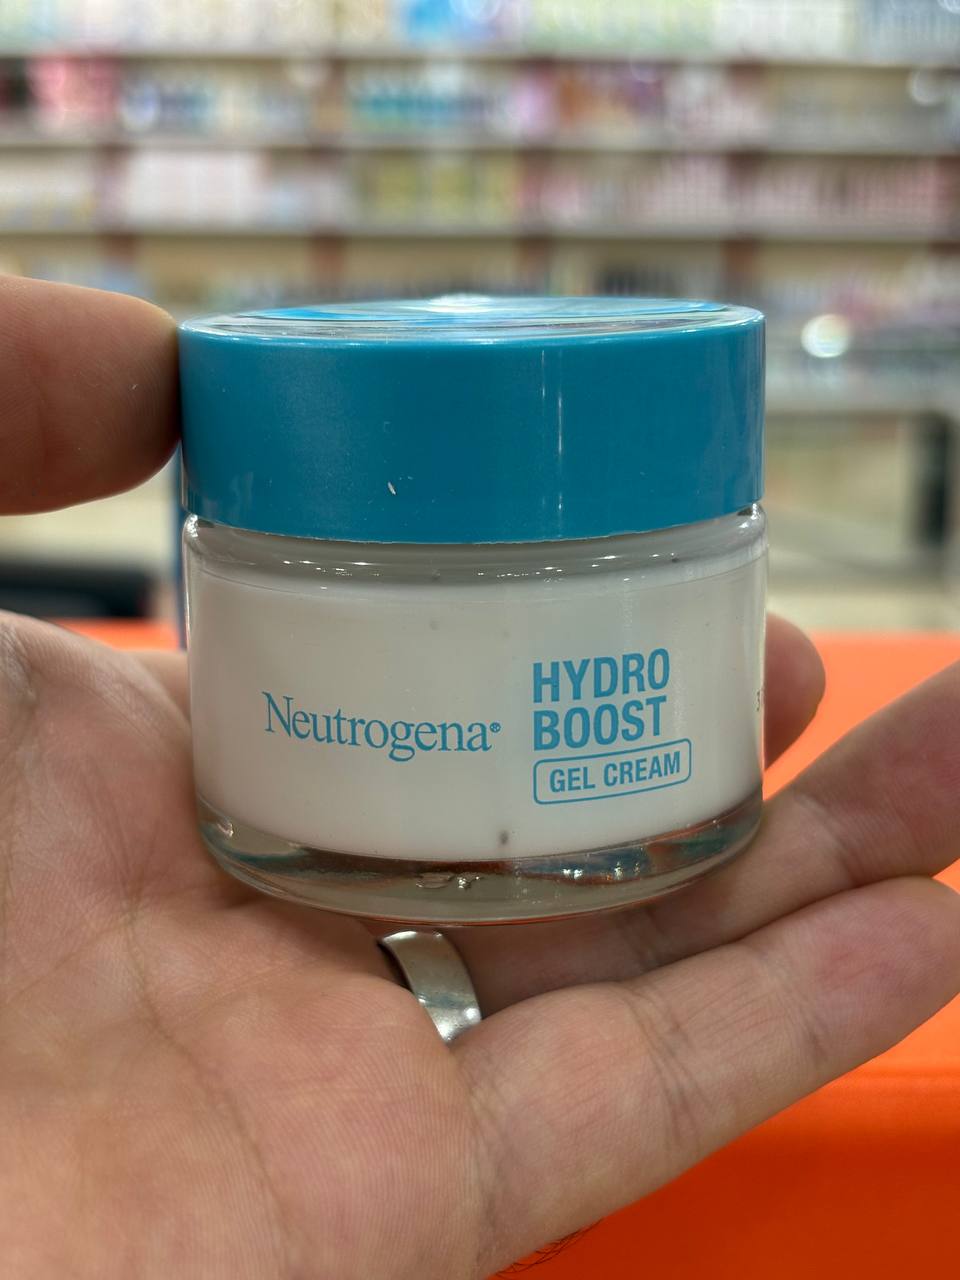 Neutrogena®
HYDRO
BOOST
GEL CREAM